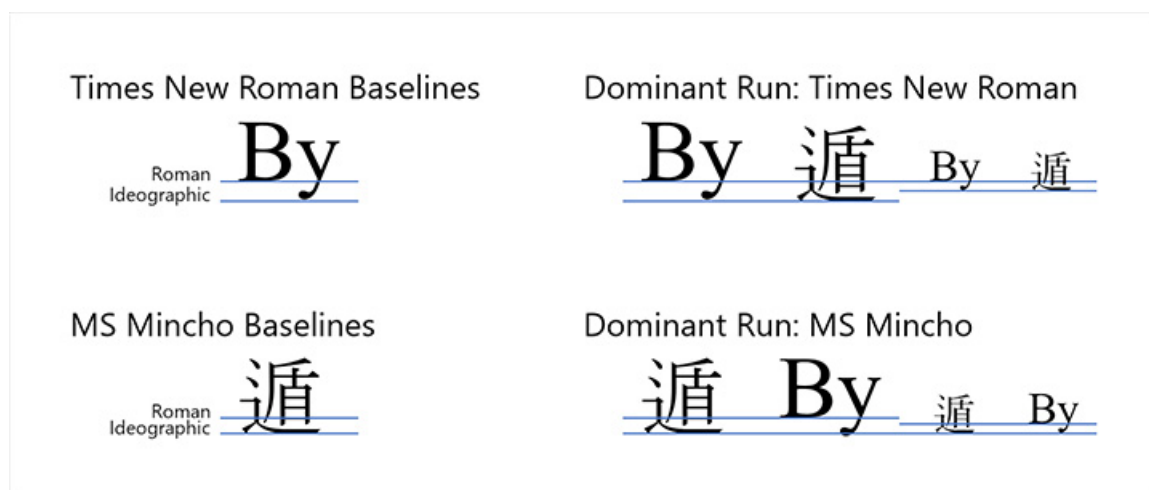 Times New Roman Baselines
Roman
Ideographic
By
Dominant Run: Times New Roman
By 遁 By 遁
MS Mincho Baselines
Roman
Ideographic
遁
Dominant Run: MS Mincho
遁 By 遁 By